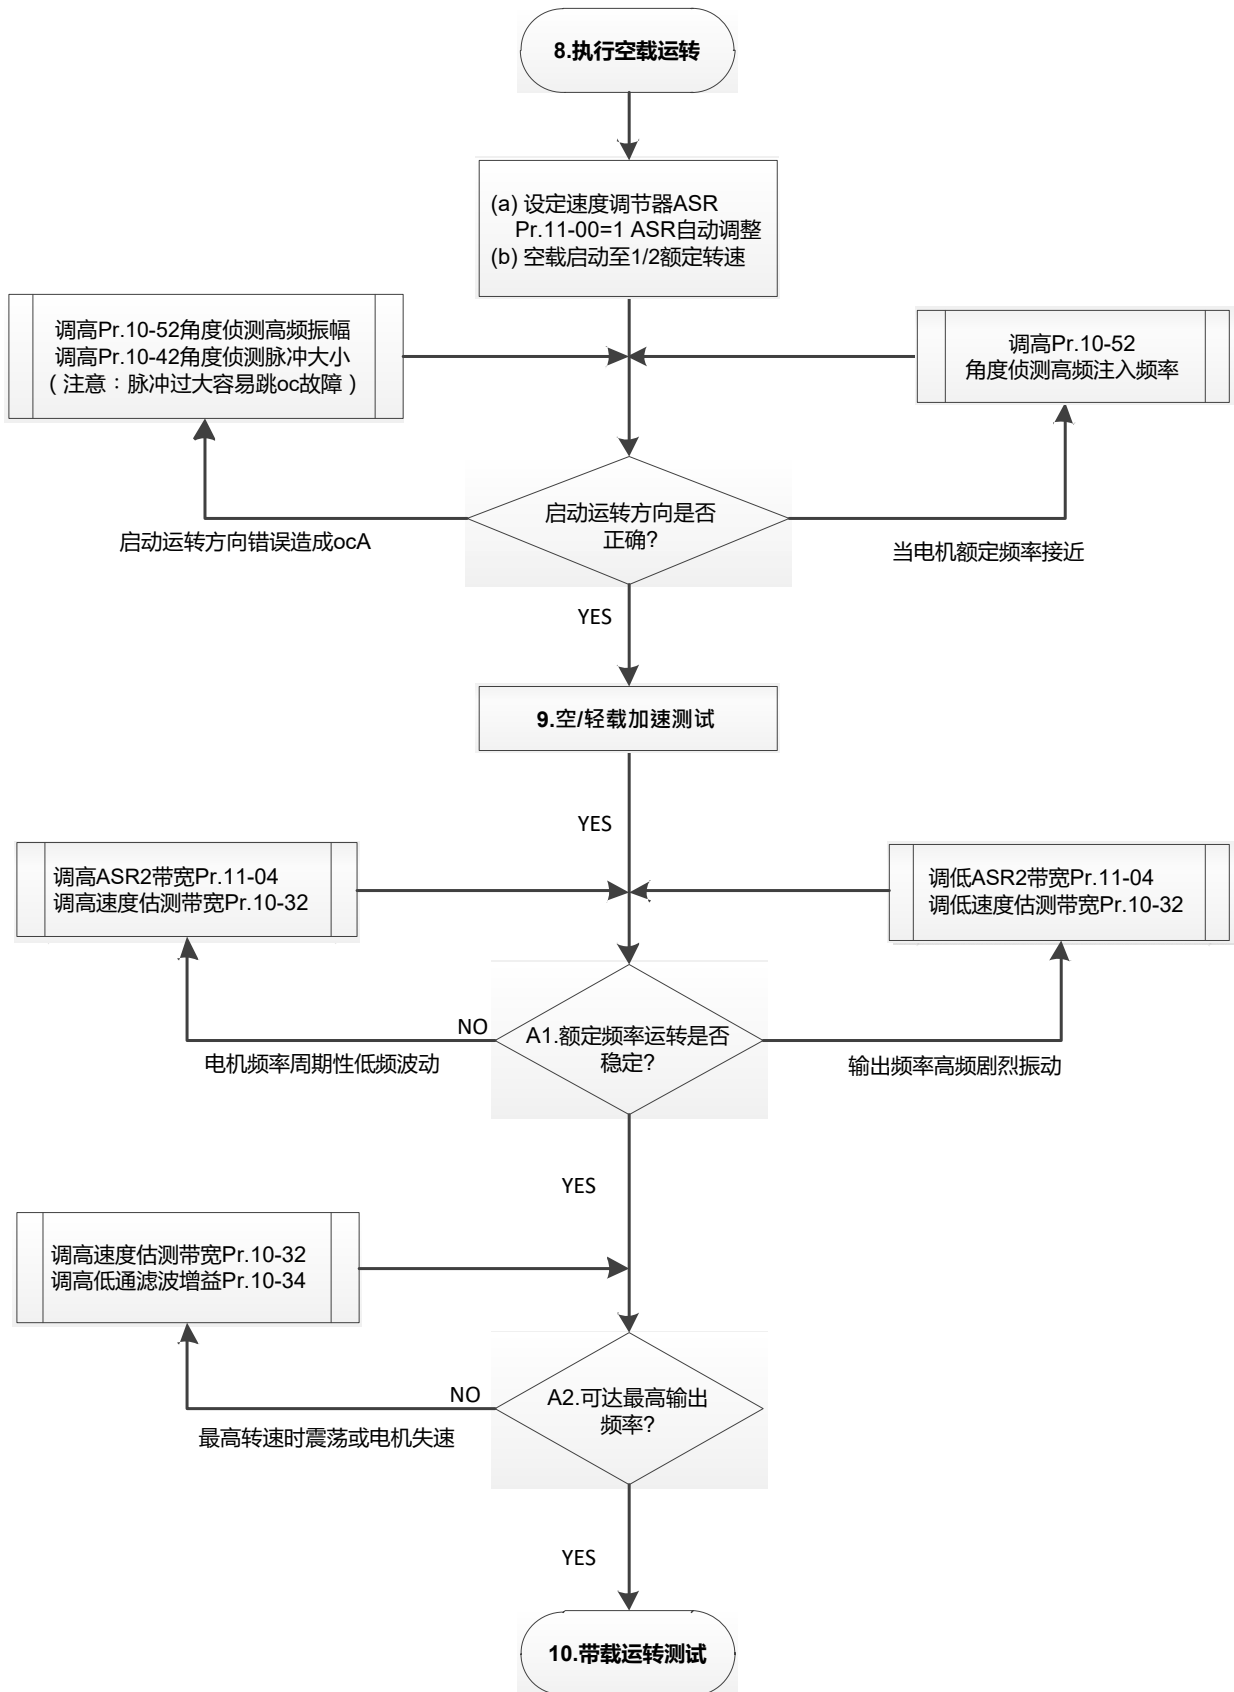 8.执行空载运转
(a) 设定速度调节器ASR
Pr.11-00=1 ASR自动调整
(b) 空载启动至1/2额定转速
调高Pr.10-52角度侦测高频振幅
调高Pr.10-42角度侦测脉冲大小
（注意：脉冲过大容易跳oc故障）
调高Pr.10-52
角度侦测高频注入频率
启动运转方向是否
正确?
启动运转方向错误造成ocA
当电机额定频率接近
YES
9.空/轻载加速测试
YES
调高ASR2带宽Pr.11-04
调高速度估测带宽Pr.10-32
调低ASR2带宽Pr.11-04
调低速度估测带宽Pr.10-32
NO
A1.额定频率运转是否
稳定?
电机频率周期性低频波动
输出频率高频剧烈振动
YES
调高速度估测带宽Pr.10-32
调高低通滤波增益Pr.10-34
NO
A2.可达最高输出
频率?
最高转速时震荡或电机失速
YES
10.带载运转测试